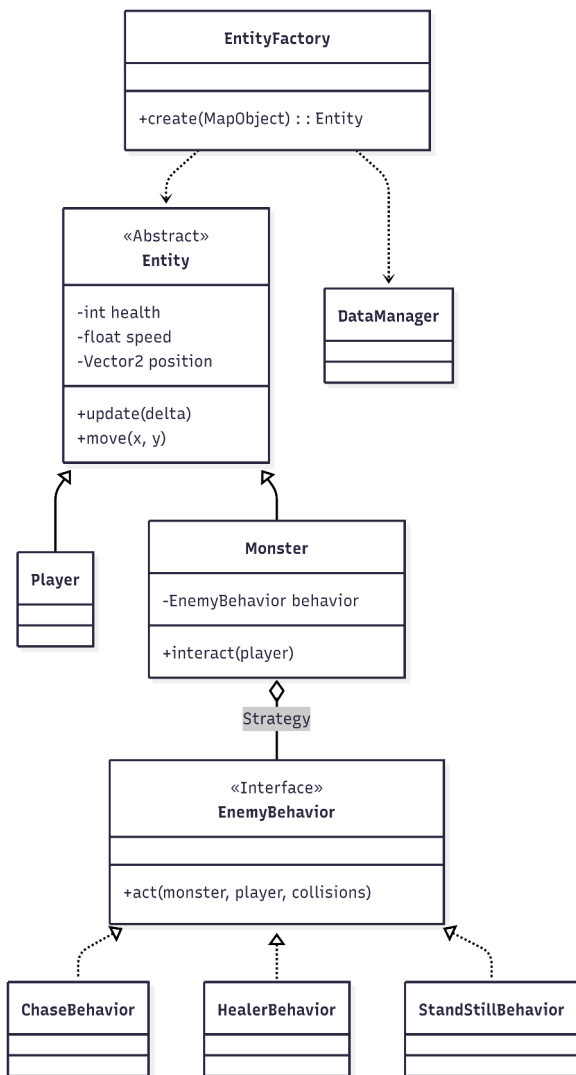 EntityFactory
+create(MapObject) : : Entity
«Abstract»
Entity
-int health
-float speed
-Vector2 position
+update(delta)
+move(x, y)
DataManager
Player
Monster
-EnemyBehavior behavior
+interact(player)
Strategy
«Interface»
EnemyBehavior
+act(monster, player, collisions)
ChaseBehavior
HealerBehavior
StandStillBehavior